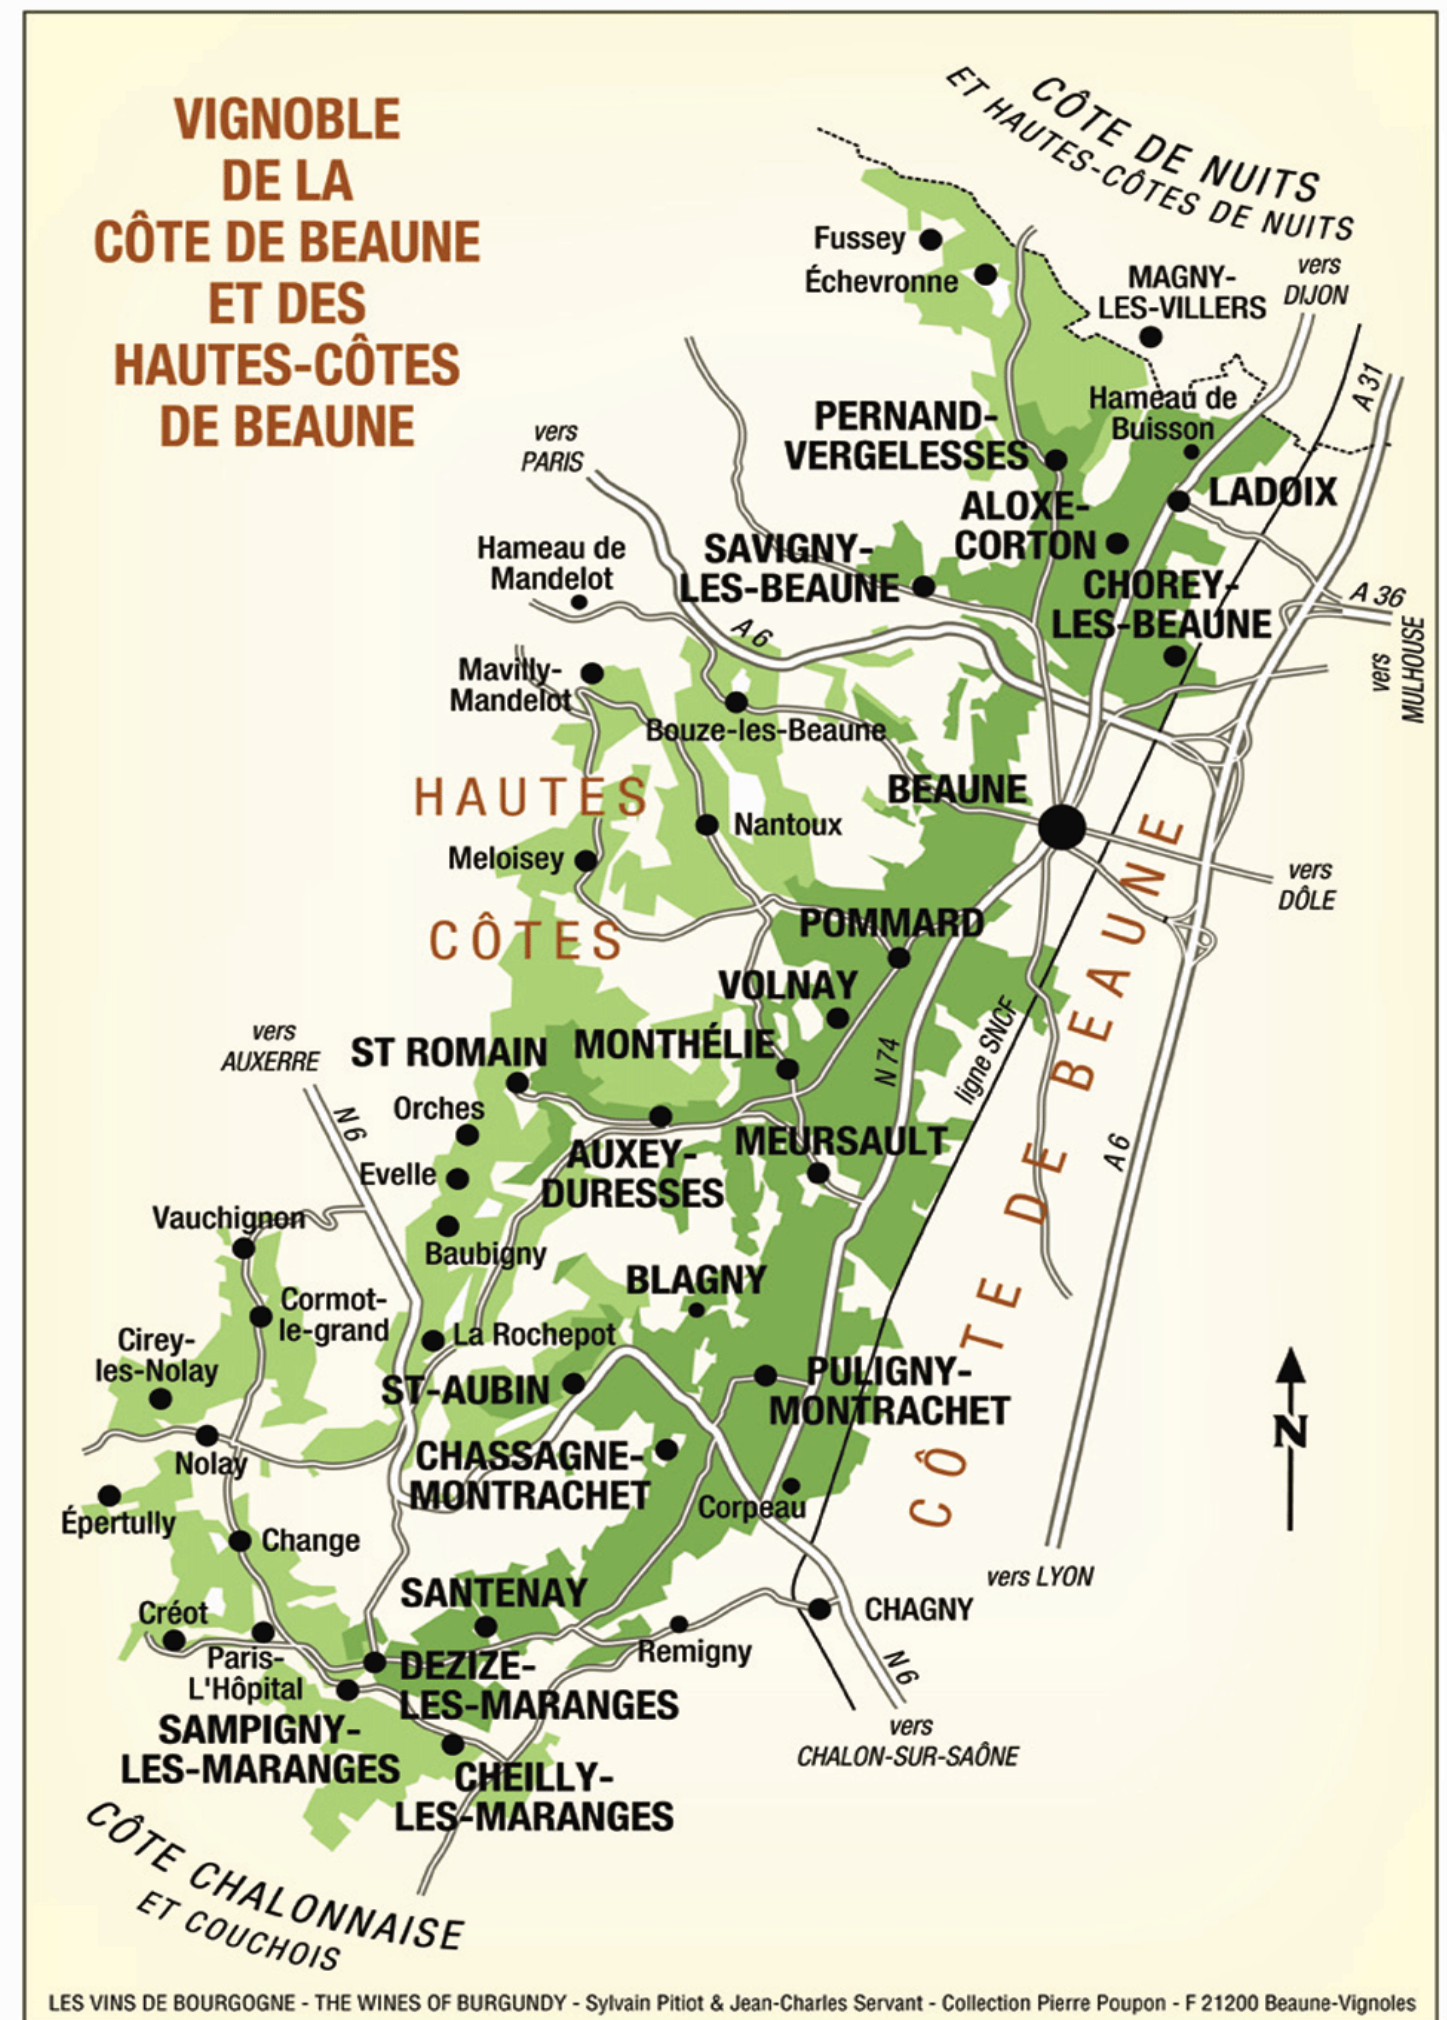 VIGNOBLE
DE LA
CÔTE DE BEAUNE
ET DES
HAUTES-CÔTES
DE BEAUNE
CÔTE DE NUITS
ET HAUTES-CÔTES DE NUITS
Fussey
Échevronne
MAGNY-
LES-VILLERS
vers
DIJON
A 31
Hameau de
Buisson
PERNAND-
VERGELESSES
vers
PARIS
LADOIX
ALOXE-
CORTON
SAVIGNY-
LES-BEAUNE
Hameau de
Mandelot
CHOREY-
LES-BEAUNE
A 36
vers
MULHOUSE
A 6
Mavilly-
Mandelot
Bouze-les-Beaune
HAUTES
BEAUNE
Nantoux
Meloisey
vers
DÔLE
CÔTES
POMMARD
VOLNAY
CÔTE DE BEAUNE
vers
AUXERRE
ST ROMAIN
MONTHÉLIE
N 74
ligne SNCF
N 6
Orches
AUXEY-
DURESSES
MEURSAULT
A 6
Evelle
Vauchignon
Baubigny
BLAGNY
Cormot-
le-grand
Cirey-
les-Nolay
La Rochepot
ST-AUBIN
PULIGNY-
MONTRACHET
N
Nolay
CHASSAGNE-
MONTRACHET
Corpeau
Épertully
Change
vers LYON
SANTENAY
CHAGNY
Créot
Remigny
Paris-
L'Hôpital
DEZIZE-
LES-MARANGES
N 6
SAMPIGNY-
LES-MARANGES
vers
CHALON-SUR-SAÔNE
CHEILLY-
LES-MARANGES
CÔTE CHALONNAISE
ET COUCHOIS
LES VINS DE BOURGOGNE - THE WINES OF BURGUNDY - Sylvain Pitiot & Jean-Charles Servant - Collection Pierre Poupon - F 21200 Beaune-Vignoles